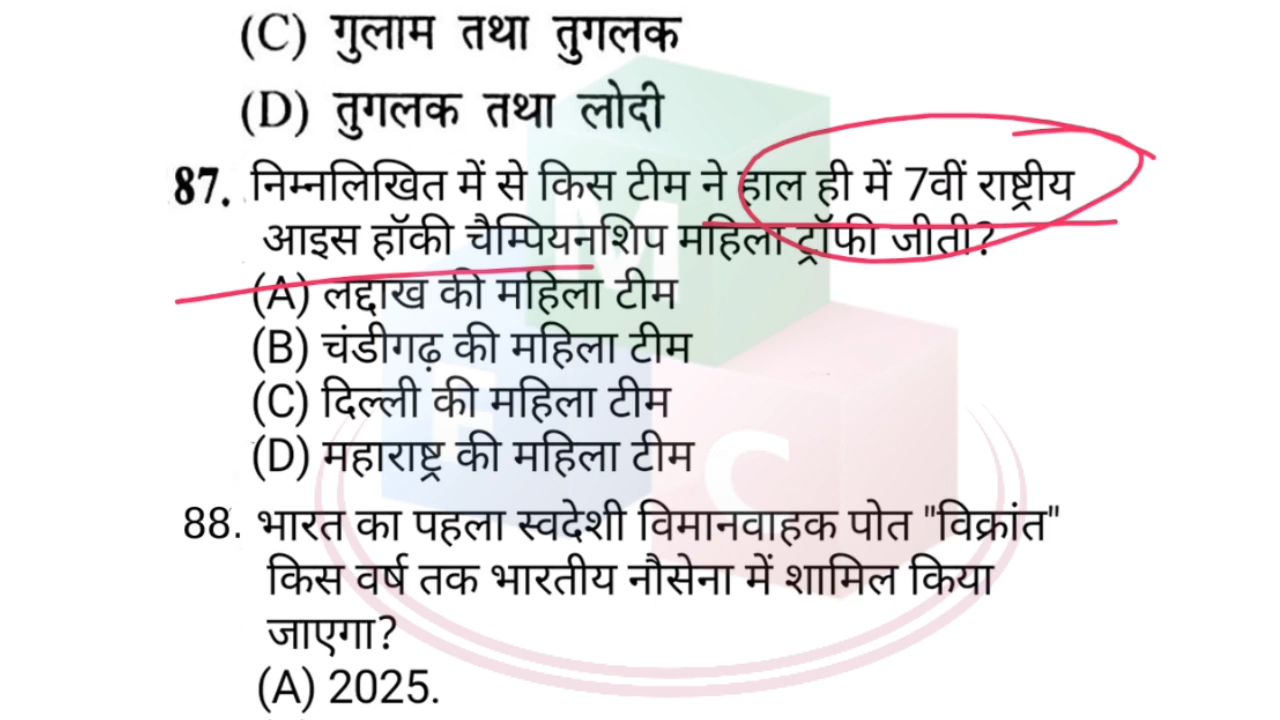 (C) गुलाम तथा तुगलक
(D) तुगलक तथा लोदी
87. निम्नलिखित में से किस टीम ने हाल ही में 7वीं राष्ट्रीय
आइस हॉकी चैम्पियनशिप महिला ट्रॉफी जीती?
(A) लद्दाख की महिला टीम
(B) चंडीगढ़ की महिला टीम
(C) दिल्ली की महिला टीम
(D) महाराष्ट्र की महिला टीम
88. भारत का पहला स्वदेशी विमानवाहक पोत "विक्रांत"
किस वर्ष तक भारतीय नौसेना में शामिल किया
जाएगा?
(A) 2025.
M
E
C